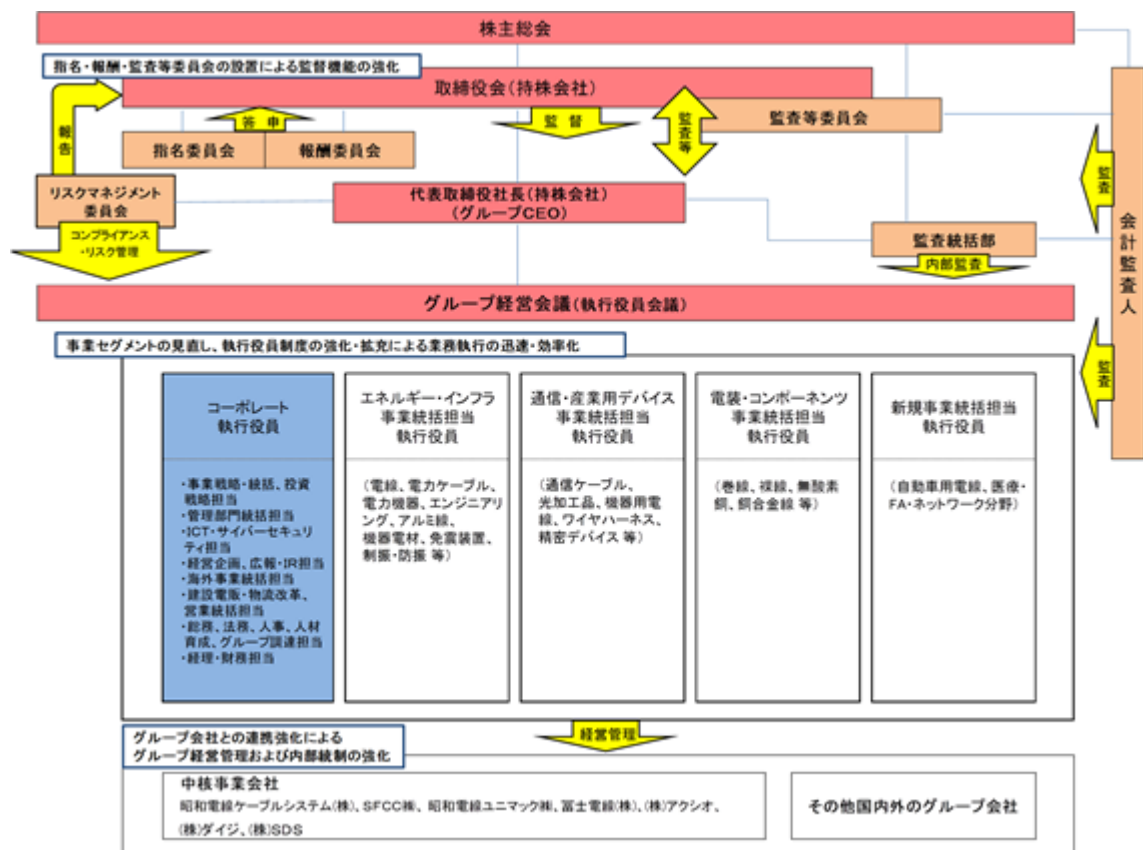 株主総会
指名・報酬・監査等委員会の設置による監督機能の強化
取締役会(持株会社)
報告
答申
監督
監査等
監査等委員会
指名委員会
報酬委員会
監査
リスクマネジメント
委員会
代表取締役社長(持株会社)
(グループCEO)
コンプライアンス
・リスク管理
監査統括部
内部監査
会計監査人
グループ経営会議(執行役員会議)
事業セグメントの見直し、執行役員制度の強化・拡充による業務執行の迅速・効率化
監査
コーポレート
執行役員
・事業戦略・統括、投資
戦略担当
・管理部門統括担当
・ICT・サイバーセキュリ
ティ担当
・経営企画、広報・IR担当
・海外事業統括担当
・建設電販・物流改革、
営業統括担当
・総務、法務、人事、人材
育成、グループ調達担当
・経理・財務担当
エネルギー・インフラ
事業統括担当
執行役員
(電線、電力ケーブル、
電力機器、エンジニアリ
ング、アルミ線、
機器電材、免震装置、
制振・防振 等)
通信・産業用デバイス
事業統括担当
執行役員
(通信ケーブル、
光加工品、機器用電
線、ワイヤハーネス、
精密デバイス 等)
電装・コンポーネンツ
事業統括担当
執行役員
(巻線、裸線、無酸素
銅、銅合金線 等)
新規事業統括担当
執行役員
(自動車用電線、医療・
FA・ネットワーク分野)
経営管理
グループ会社との連携強化による
グループ経営管理および内部統制の強化
中核事業会社
昭和電線ケーブルシステム(株)、SFCC㈱、昭和電線ユニマック㈱、冨士電線(株)、(株)アクシオ、
(株)ダイジ、(株)SDS
その他国内外のグループ会社